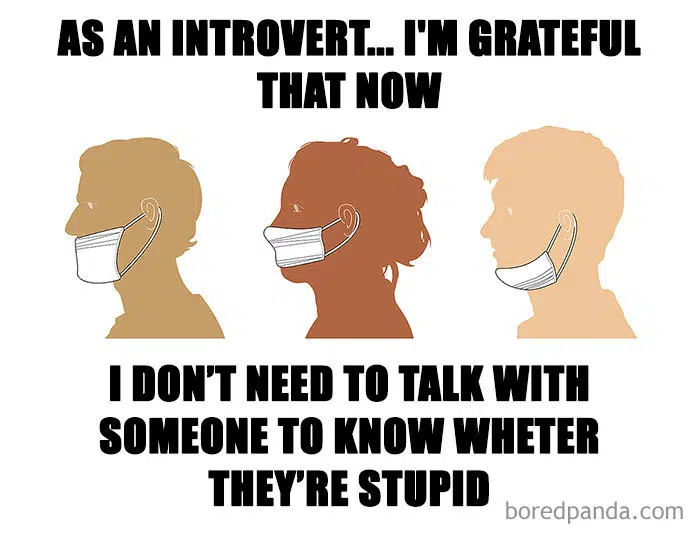 AS AN INTROVERT... I'M GRATEFUL
THAT NOW
I DON'T NEED TO TALK WITH
SOMEONE TO KNOW WHETER
THEY'RE STUPID
boredpanda.com